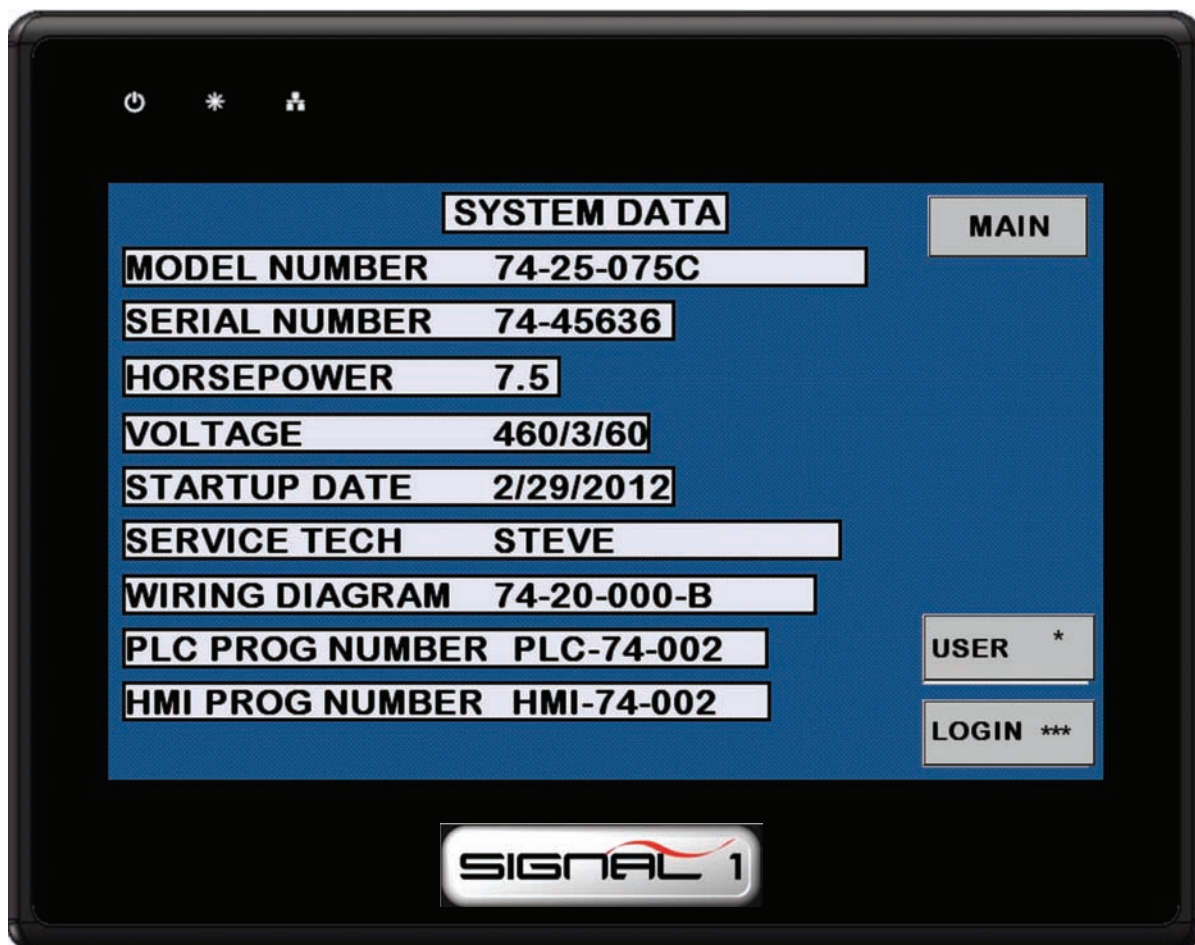 SYSTEM DATA
MAIN
MODEL NUMBER 74-25-075C
SERIAL NUMBER 74-45636
HORSEPOWER 7.5
VOLTAGE 460/3/60
STARTUP DATE 2/29/2012
SERVICE TECH STEVE
WIRING DIAGRAM 74-20-000-B
PLC PROG NUMBER PLC-74-002
HMI PROG NUMBER HMI-74-002
USER *
LOGIN ***
SIGNAL 1